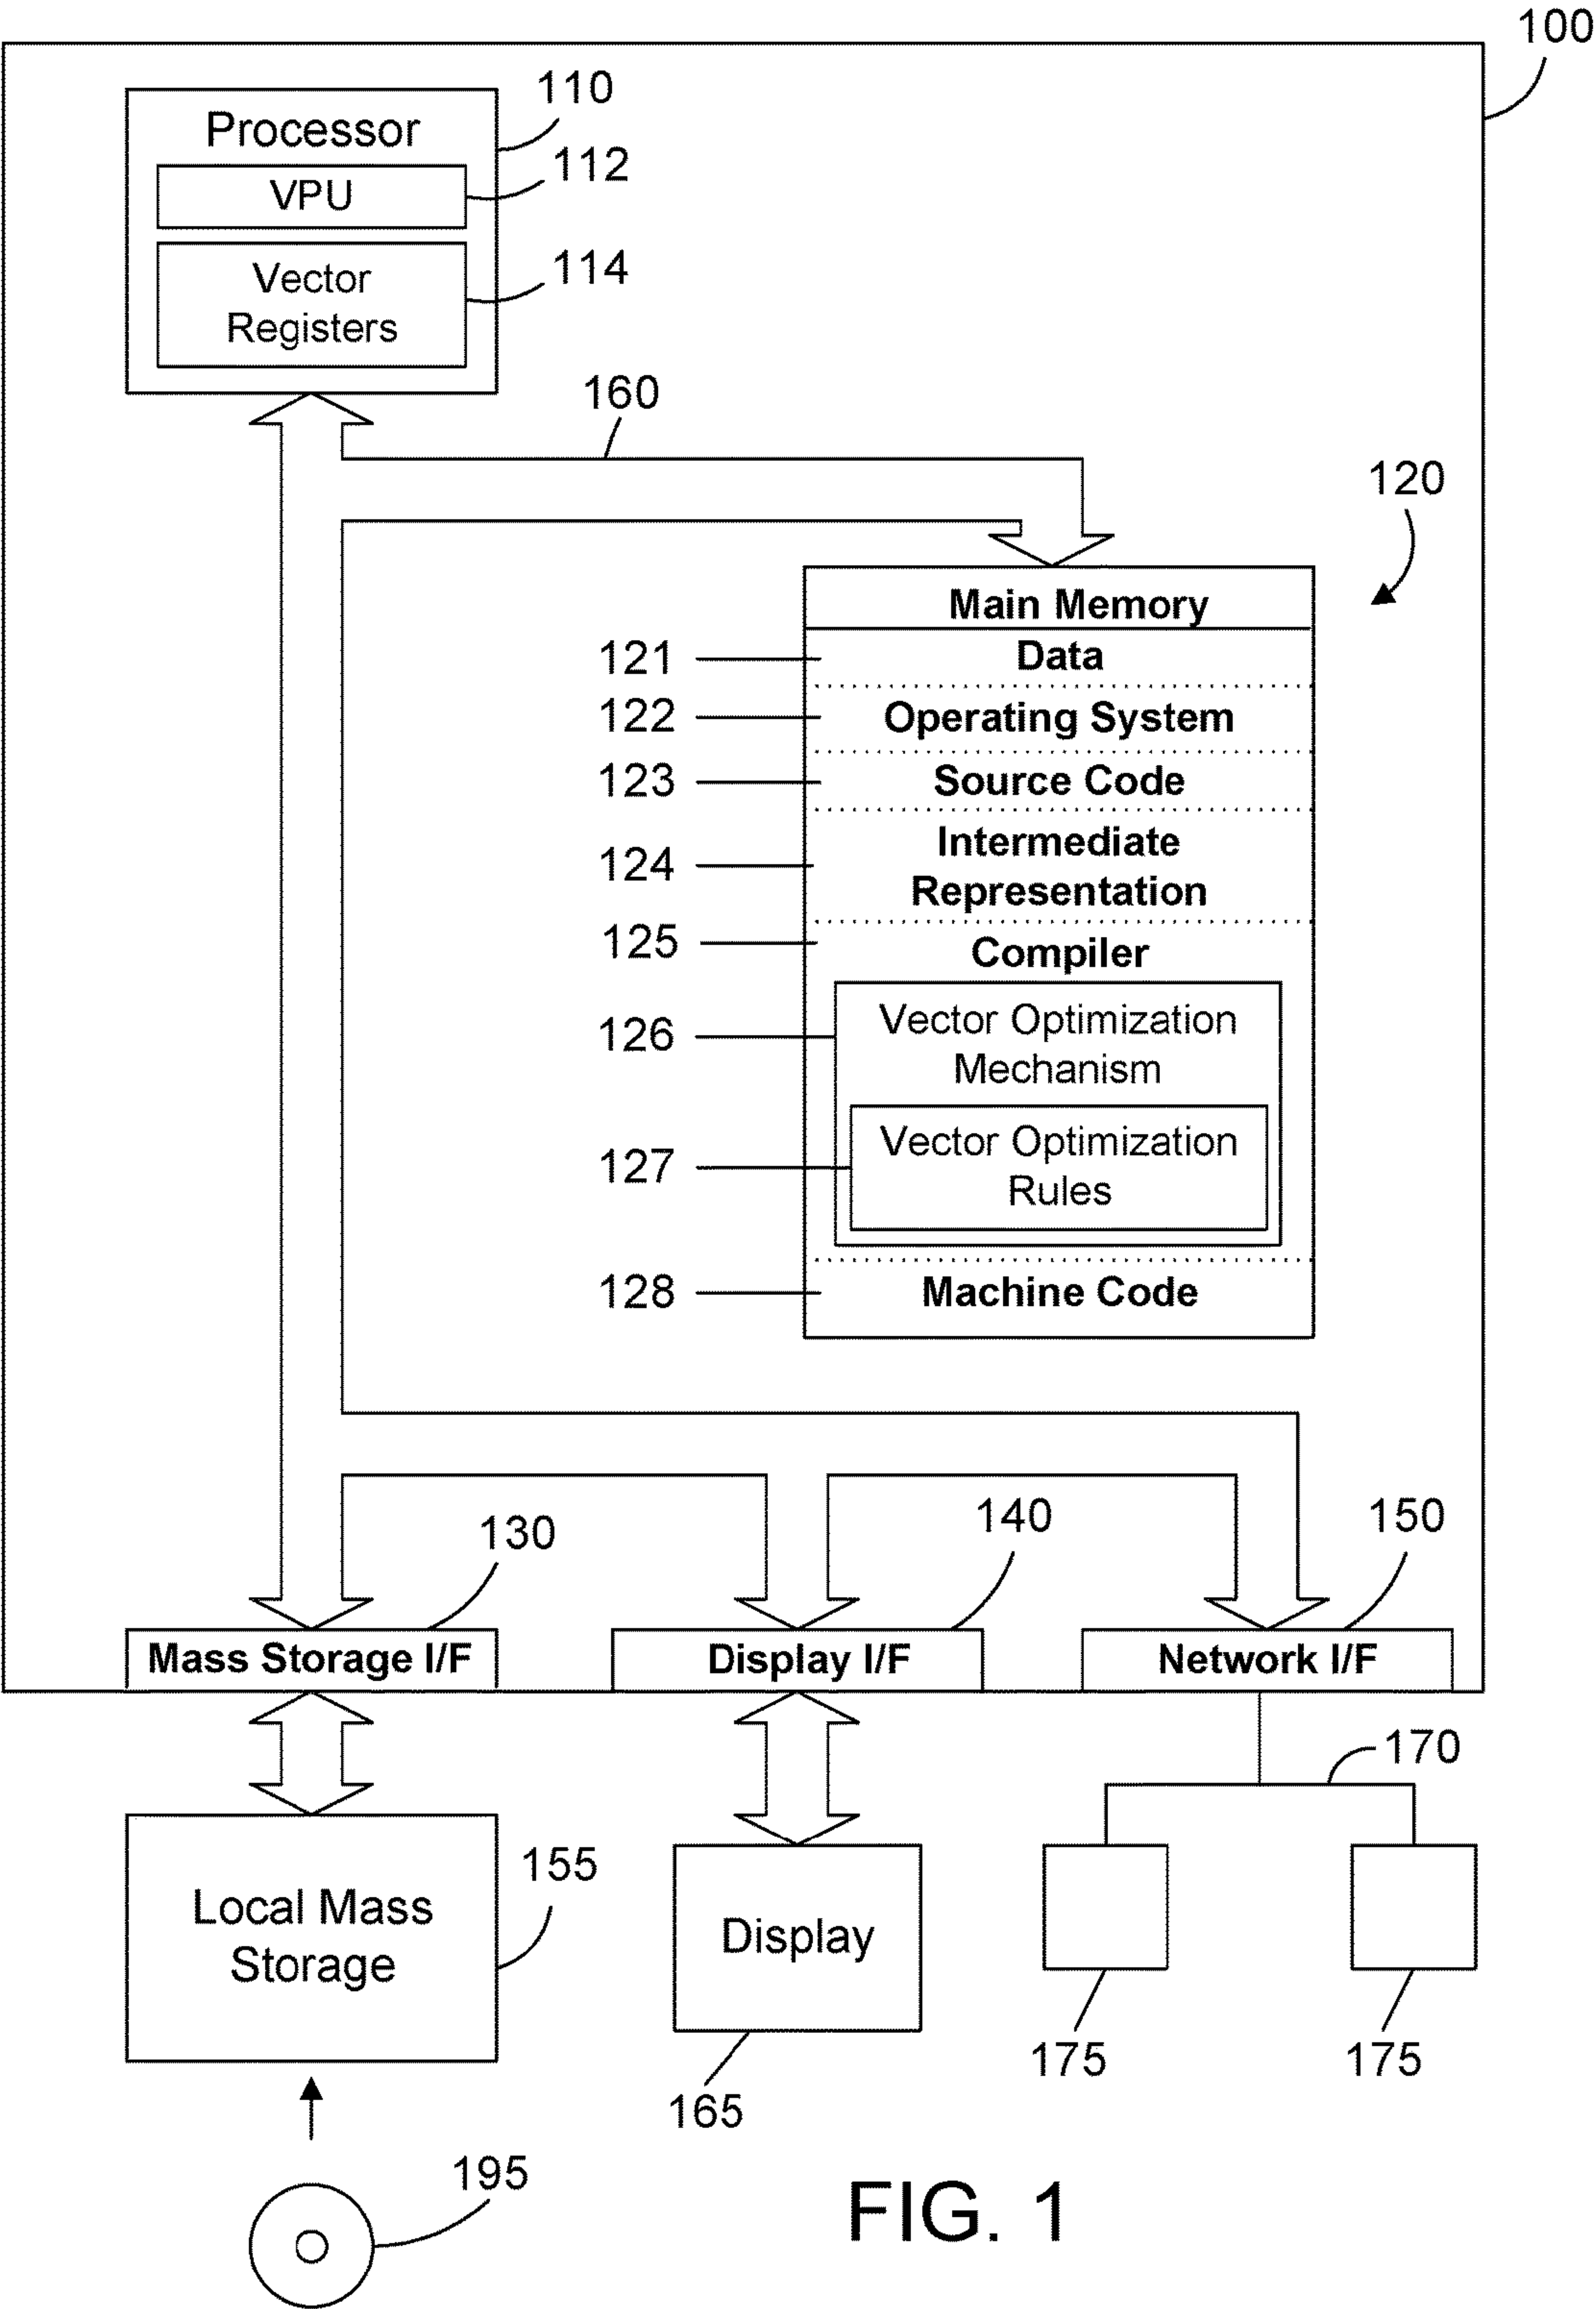 100
110
Processor
112
VPU
114
Vector
Registers
160
120
Main Memory
121
Data
122
Operating System
123
Source Code
124
Intermediate
Representation
125
Compiler
126
Vector Optimization
Mechanism
127
Vector Optimization
Rules
128
Machine Code
130
140
150
Mass Storage I/F
Display I/F
Network I/F
170
155
Local Mass
Storage
Display
175
175
165
195
FIG. 1